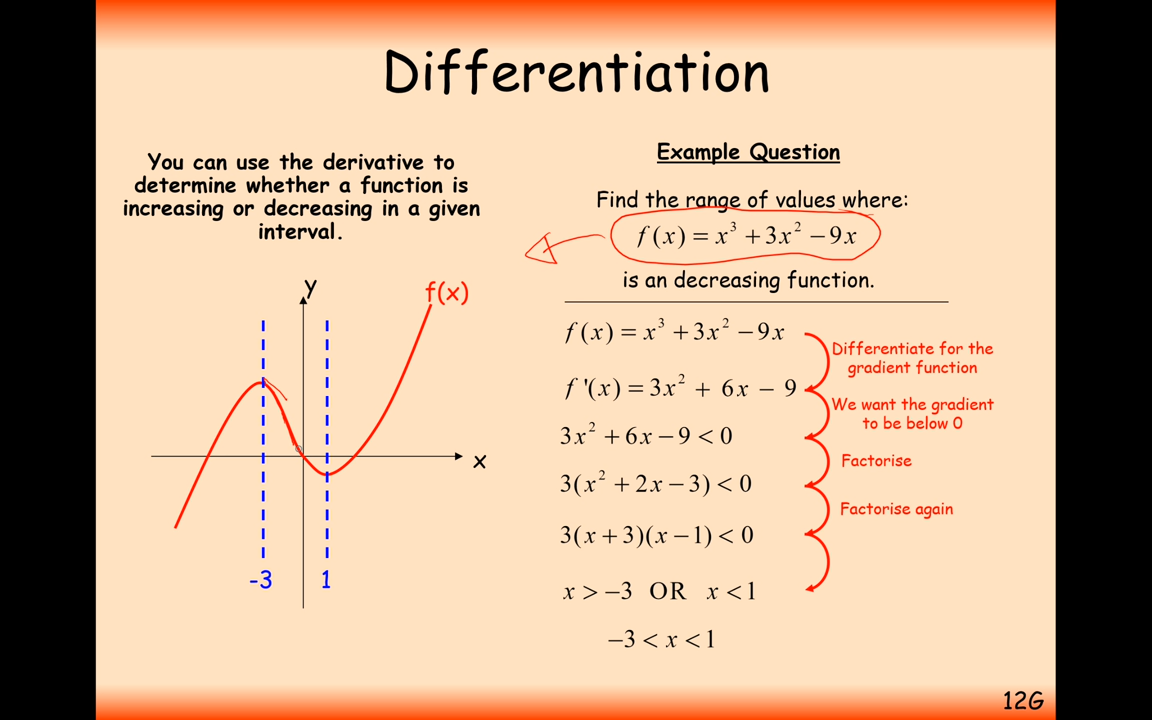 Differentiation
You can use the derivative to
determine whether a function is
increasing or decreasing in a given
interval.
y
f(x)
x
-3
1
Example Question
Find the range of values where:
f(x) = x³ + 3x² − 9x
is an decreasing function.
f(x) = x³ + 3x² − 9x
f'(x) = 3x² + 6x − 9
3x² + 6x − 9 < 0
3(x² + 2x − 3) < 0
3(x + 3)(x − 1) < 0
x > −3 OR x < 1
−3 < x < 1
Differentiate for the
gradient function
We want the gradient
to be below 0
Factorise
Factorise again
12G